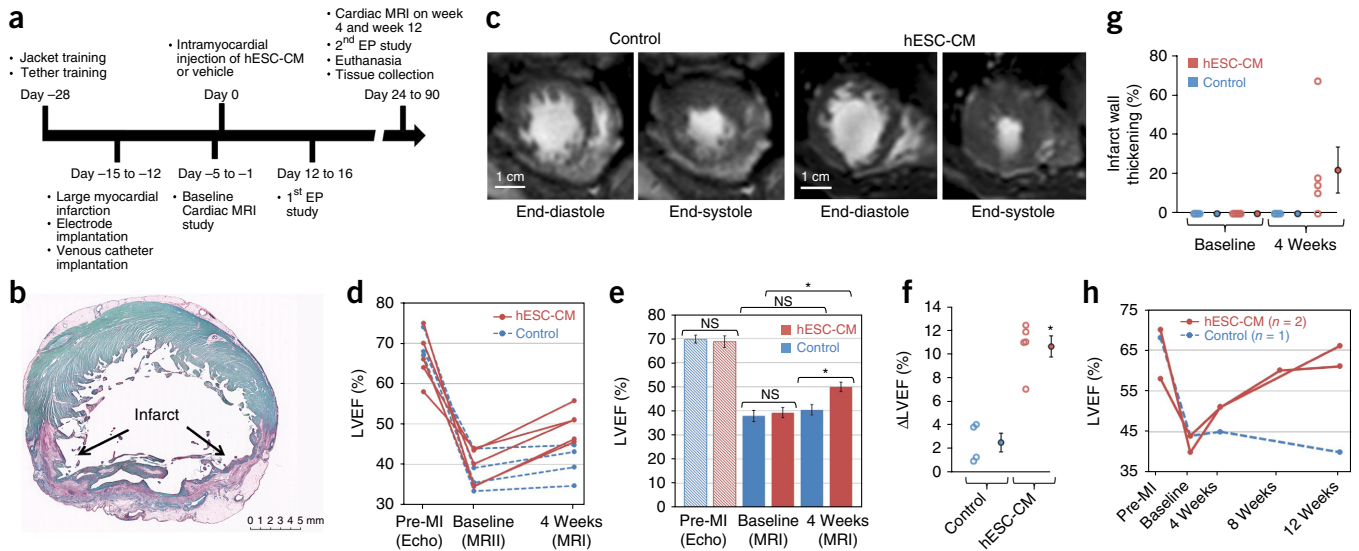 a
• Jacket training
• Tether training
Day –28
• Intramyocardial
injection of hESC-CM
or vehicle
Day 0
• Cardiac MRI on week
4 and week 12
• 2nd EP study
• Euthanasia
• Tissue collection
Day 24 to 90
Day –15 to –12
• Large myocardial
infarction
• Electrode
implantation
• Venous catheter
implantation
Day –5 to –1
• Baseline
Cardiac MRI
study
Day 12 to 16
• 1st EP
study
b
Infarct
0 1 2 3 4 5 mm
c
Control
hESC-CM
1 cm
1 cm
End-diastole
End-systole
End-diastole
End-systole
d
LVEF (%)
80
70
60
50
40
30
hESC-CM
Control
Pre-MI
(Echo)
Baseline
(MRII)
4 Weeks
(MRI)
e
LVEF (%)
80
70
60
50
40
30
20
10
0
NS
*
NS
NS
*
hESC-CM
Control
Pre-MI
(Echo)
Baseline
(MRI)
4 Weeks
(MRI)
f
ΔLVEF (%)
14
12
10
8
6
4
2
0
*
Control
hESC-CM
g
Infarct wall
thickening (%)
80
60
40
20
0
hESC-CM
Control
Baseline
4 Weeks
h
LVEF (%)
75
65
55
45
35
hESC-CM (n = 2)
Control (n = 1)
Pre-MI
Baseline
4 Weeks
8 Weeks
12 Weeks